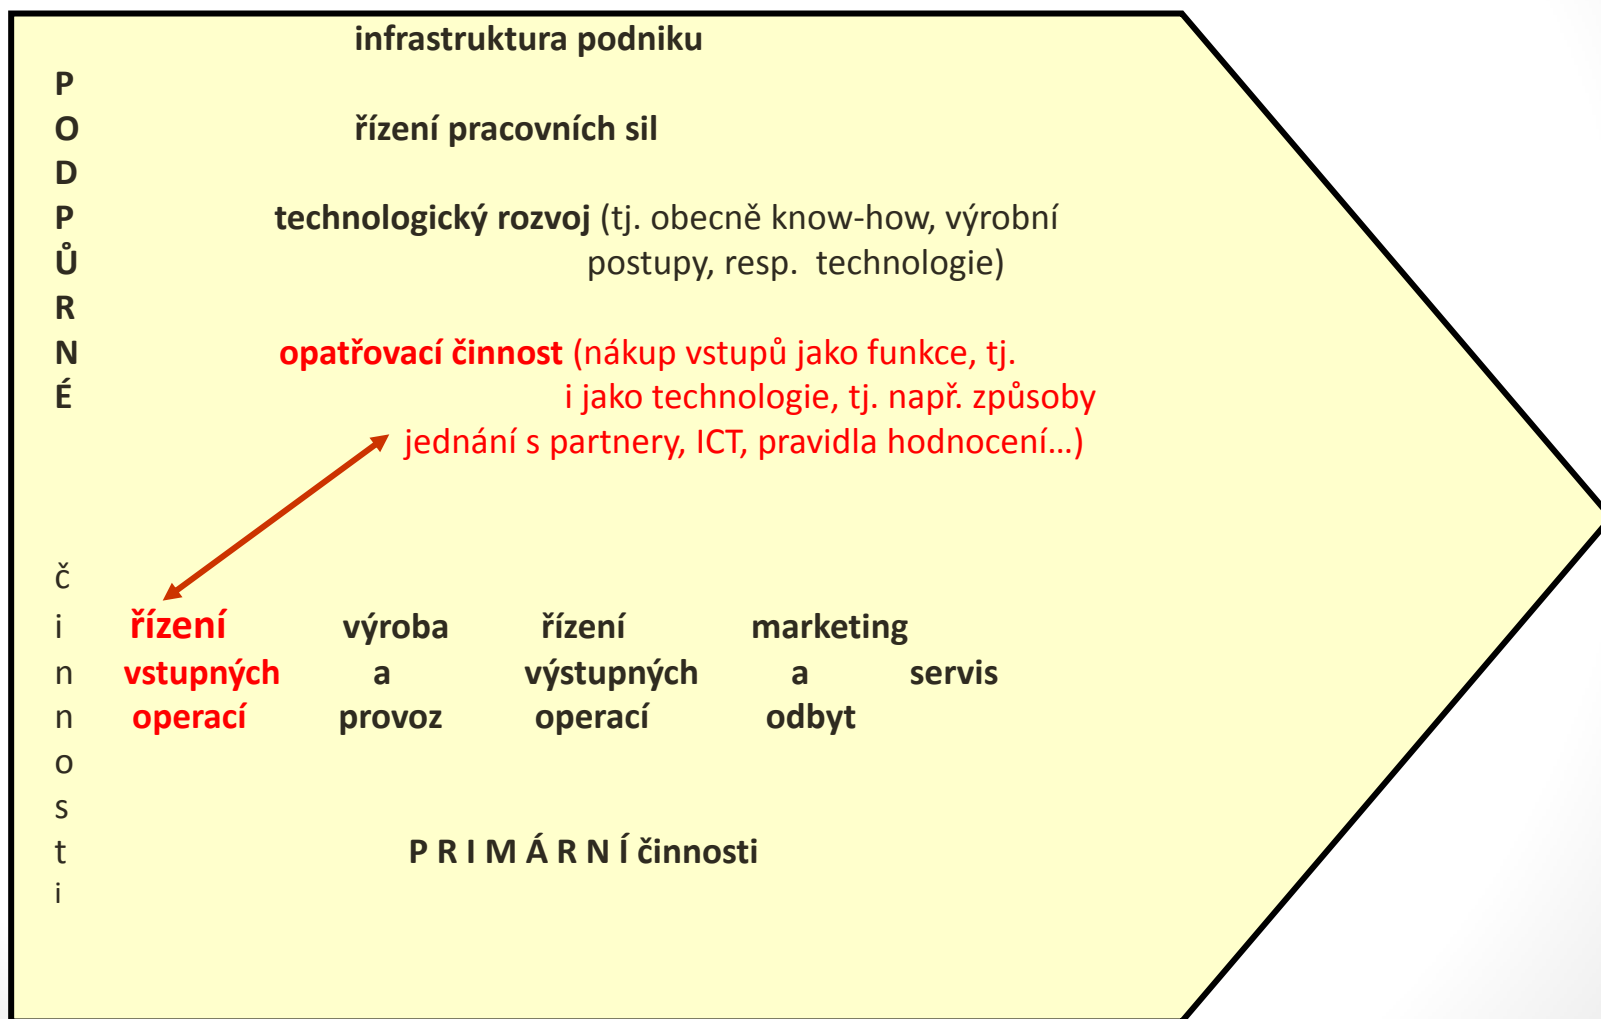 infrastruktura podniku
P
O řízení pracovních sil
D
P technologický rozvoj (tj. obecně know-how, výrobní
Ů postupy, resp. technologie)
R
N opatřovací činnost (nákup vstupů jako funkce, tj.
É i jako technologie, tj. např. způsoby
jednání s partnery, ICT, pravidla hodnocení...)
č
i řízení výroba řízení marketing
n vstupných a výstupných a servis
n operací provoz operací odbyt
o
s
t P R I M Á R N Í činnosti
i